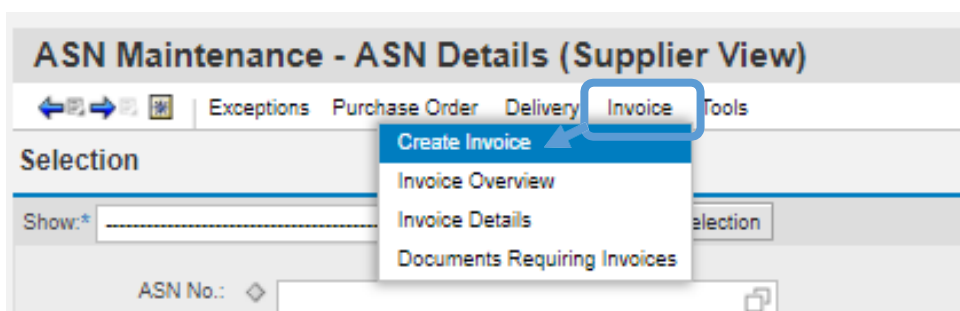 ASN Maintenance - ASN Details (Supplier View)
Exceptions Purchase Order Delivery Invoice Tools
Create Invoice
Selection
Invoice Overview
Invoice Details
Show:* ---------------------------------------------
Documents Requiring Invoices
ASN No.: